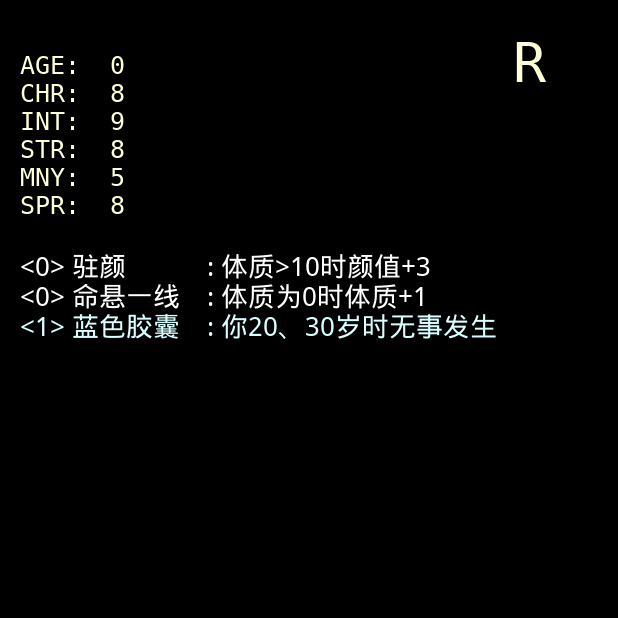 R
AGE: 0
CHR: 8
INT: 9
STR: 8
MNY: 5
SPR: 8
<0> 驻颜 : 体质>10时颜值+3
<0> 命悬一线 : 体质为0时体质+1
<1> 蓝色胶囊 : 你20、30岁时无事发生